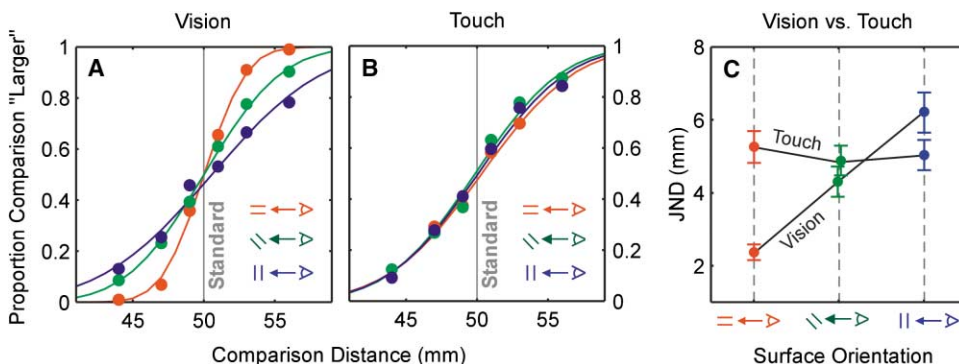 Vision
Touch
Vision vs. Touch
Proportion Comparison "Larger"
1
0.8
0.6
0.4
0.2
0
A
Standard
45
50
55
B
Standard
1
0.8
0.6
0.4
0.2
0
45
50
55
Comparison Distance (mm)
JND (mm)
8
6
4
2
C
Touch
Vision
Surface Orientation